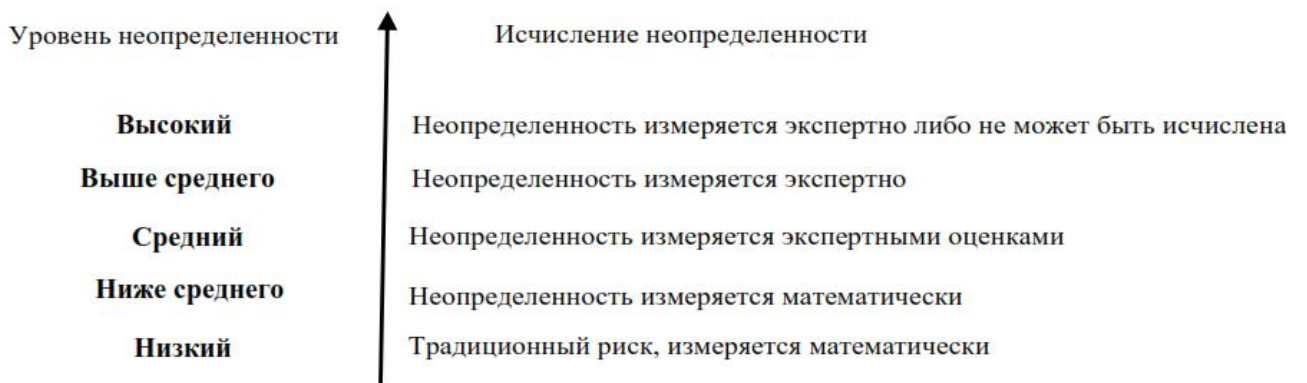 Уровень неопределенности Исчисление неопределенности
Высокий Неопределенность измеряется экспертно либо не может быть исчислена
Выше среднего Неопределенность измеряется экспертно
Средний Неопределенность измеряется экспертными оценками
Ниже среднего Неопределенность измеряется математически
Низкий Традиционный риск, измеряется математически